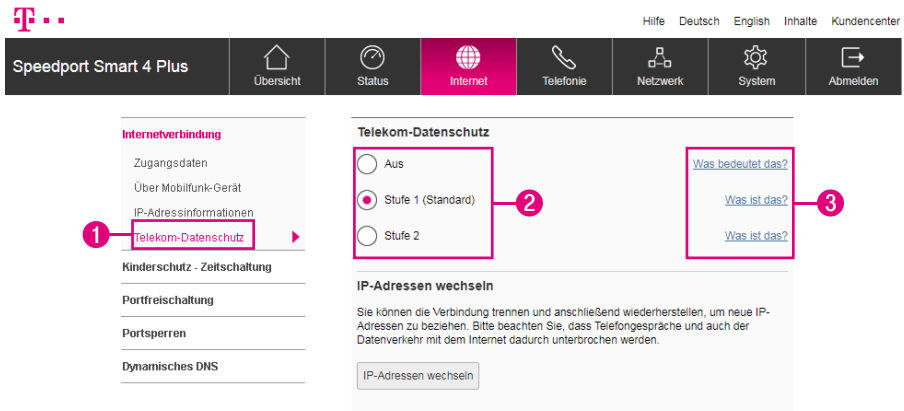 T
Hilfe Deutsch English Inhalte Kundencenter
Speedport Smart 4 Plus
Übersicht
Status
Internet
Telefonie
Netzwerk
System
Abmelden
Internetverbindung
Zugangsdaten
Über Mobilfunk-Gerät
IP-Adressinformationen
1
Telekom-Datenschutz
Kinderschutz - Zeitschaltung
Portfreischaltung
Portsperren
Dynamisches DNS
Telekom-Datenschutz
Aus
Was bedeutet das?
Stufe 1 (Standard)
2
Was ist das?
3
Stufe 2
Was ist das?
IP-Adressen wechseln
Sie können die Verbindung trennen und anschließend wiederherstellen, um neue IP-
Adressen zu beziehen. Bitte beachten Sie, dass Telefongespräche und auch der
Datenverkehr mit dem Internet dadurch unterbrochen werden.
IP-Adressen wechseln